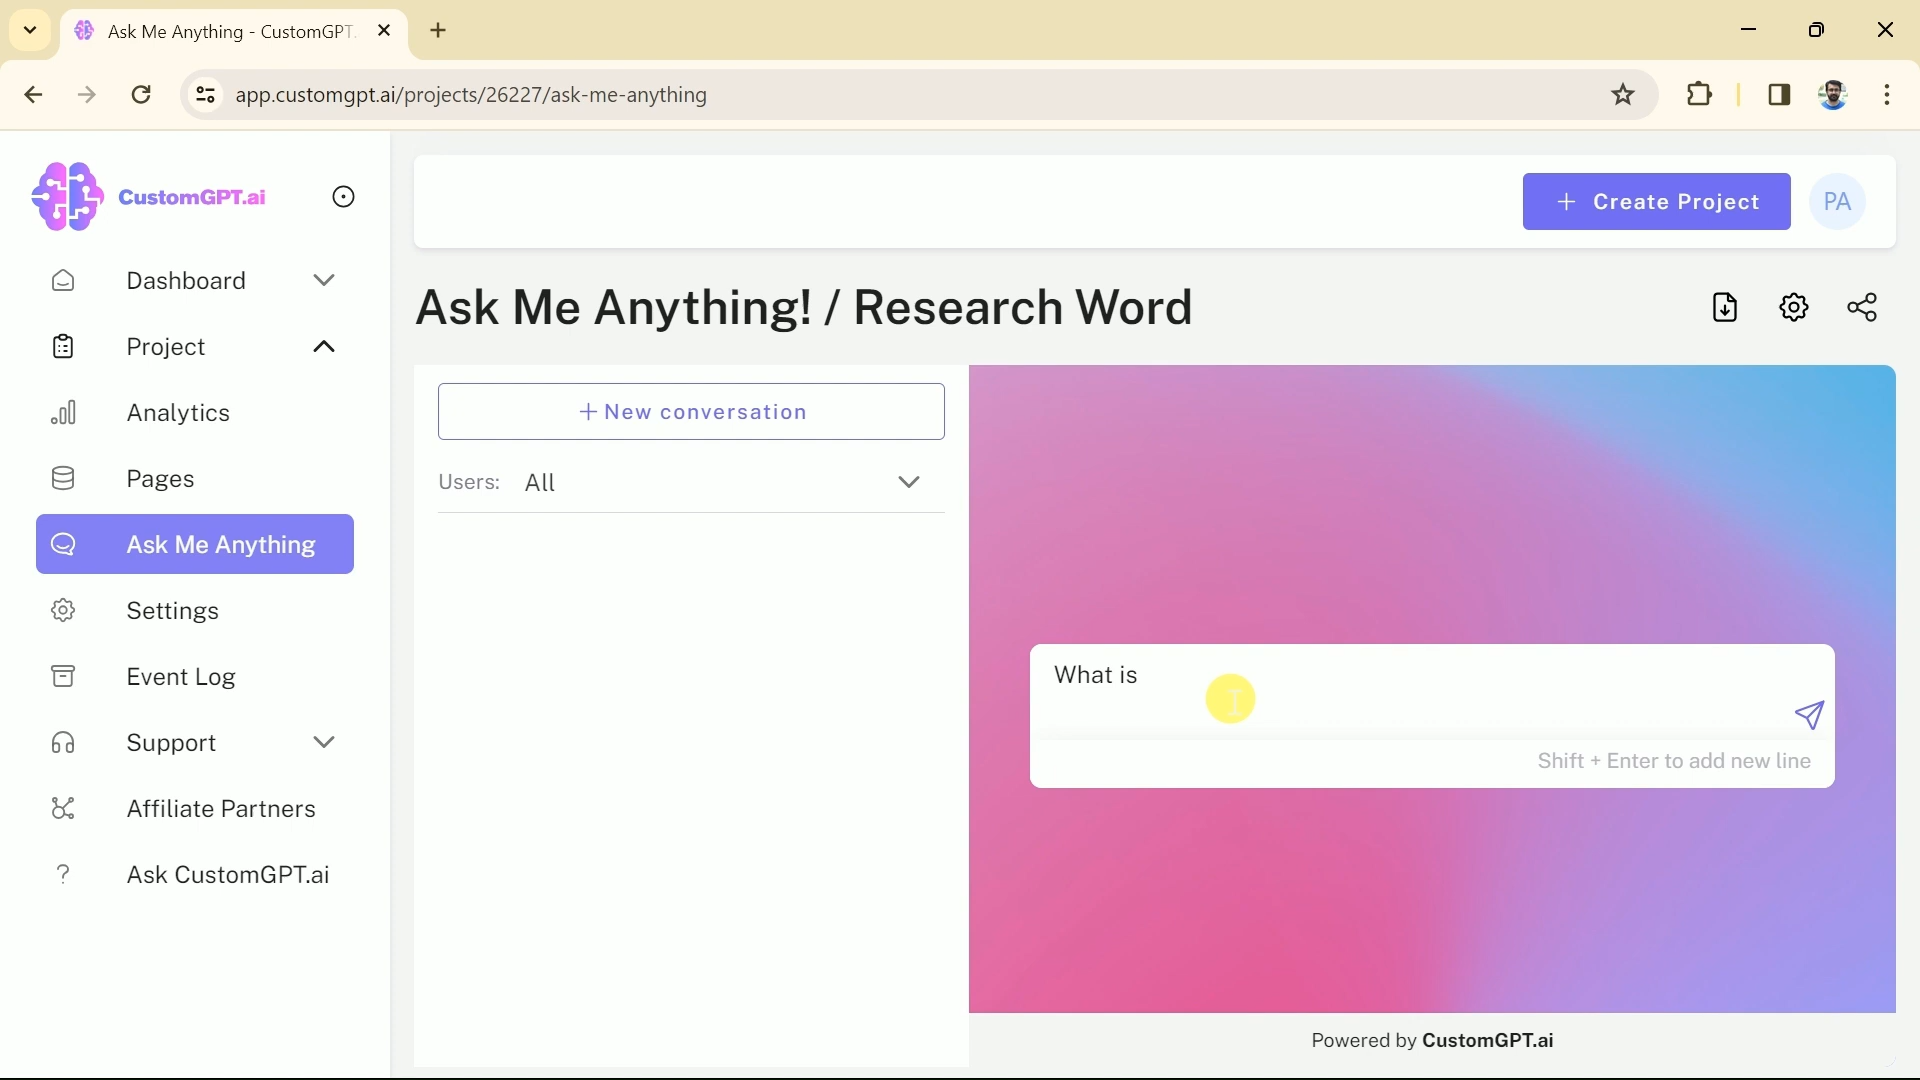 Ask Me Anything - CustomGPT.
app.customgpt.ai/projects/26227/ask-me-anything
CustomGPT.ai
Dashboard
Project
Analytics
Pages
Ask Me Anything
Settings
Event Log
Support
Affiliate Partners
? Ask CustomGPT.ai
+ Create Project
PA
Ask Me Anything! / Research Word
+ New conversation
Users: All
What is
Shift + Enter to add new line
Powered by CustomGPT.ai